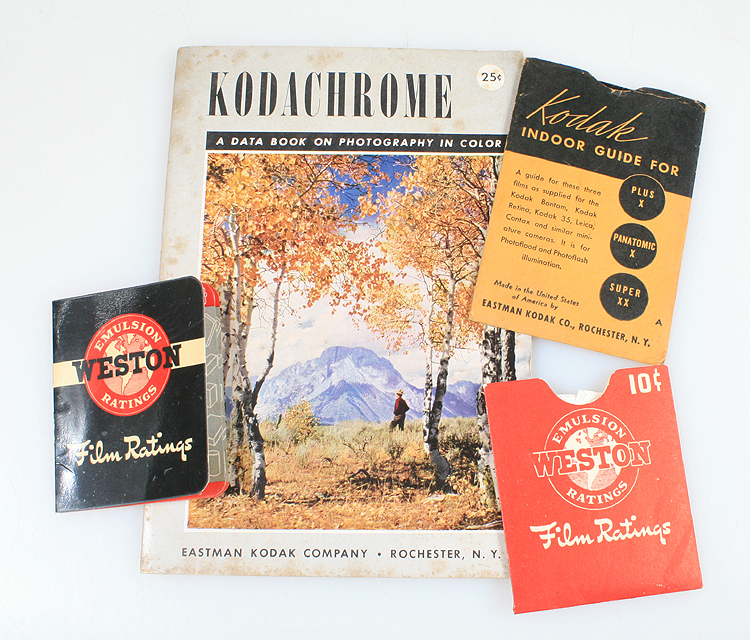 KODACHROME
25¢
A DATA BOOK ON PHOTOGRAPHY IN COLOR
EASTMAN KODAK COMPANY • ROCHESTER, N. Y.
Kodak
INDOOR GUIDE FOR
A guide for these three
films as supplied for the
Kodak Bantam, Kodak
Retina, Kodak 35, Leica,
Contax and similar mini-
ature cameras. It is for
Photoflood and Photoflash
illumination.
PLUS
X
PANATOMIC
X
SUPER
XX
Made in the United States
of America by
EASTMAN KODAK CO., ROCHESTER, N. Y.
A
EMULSION
WESTON
RATINGS
Film Ratings
10¢
EMULSION
WESTON
RATINGS
Film Ratings